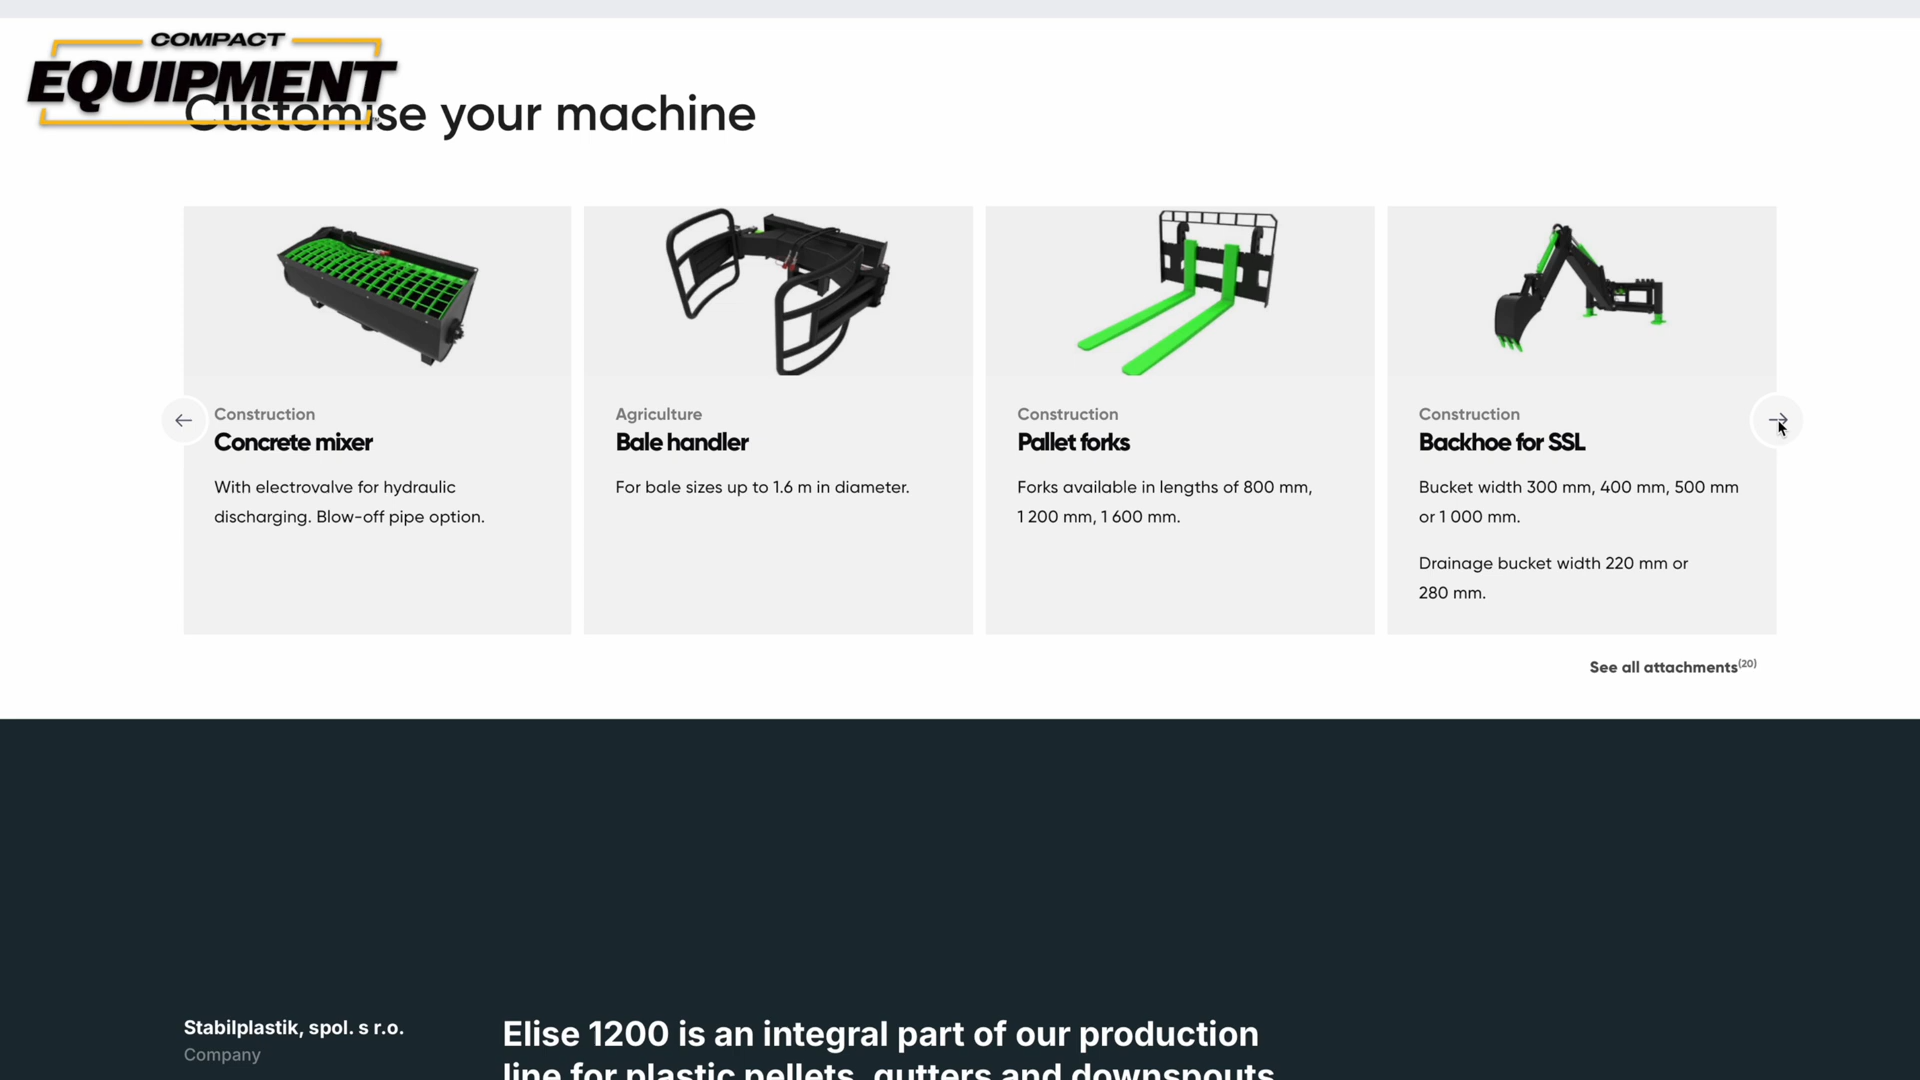 COMPACT
EQUIPMENT
Customise your machine
Construction
Concrete mixer
With electrovalve for hydraulic
discharging. Blow-off pipe option.
Agriculture
Bale handler
For bale sizes up to 1.6 m in diameter.
Construction
Pallet forks
Forks available in lengths of 800 mm,
1 200 mm, 1 600 mm.
Construction
Backhoe for SSL
Bucket width 300 mm, 400 mm, 500 mm
or 1 000 mm.
Drainage bucket width 220 mm or
280 mm.
See all attachments(20)
Stabilplastik, spol. s r.o.
Company
Elise 1200 is an integral part of our production
line for plastic pellets, gutters and downspouts